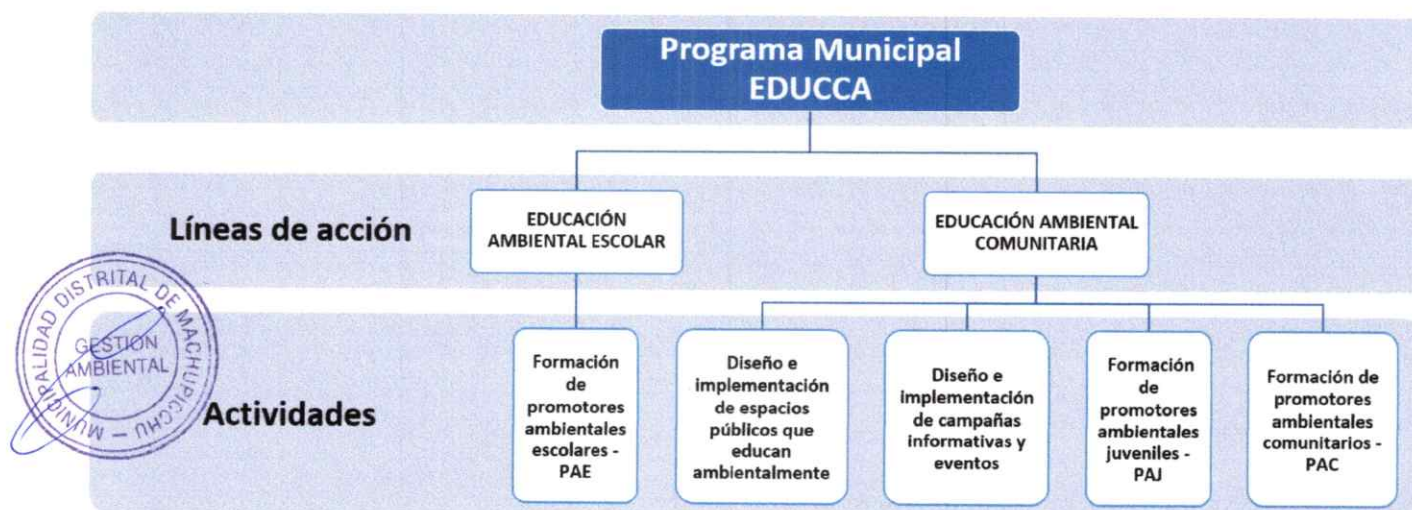 Programa Municipal
EDUCCA
Líneas de acción
EDUCACIÓN
AMBIENTAL ESCOLAR
EDUCACIÓN AMBIENTAL
COMUNITARIA
Actividades
Formación
de
promotores
ambientales
escolares -
PAE
Diseño e
implementación
de espacios
públicos que
educan
ambientalmente
Diseño e
implementación
de campañas
informativas y
eventos
Formación
de
promotores
ambientales
juveniles -
PAJ
Formación de
promotores
ambientales
comunitarios -
PAC
MUNICIPALIDAD DISTRITAL DE MACHUPICCHU
GESTIÓN
AMBIENTAL